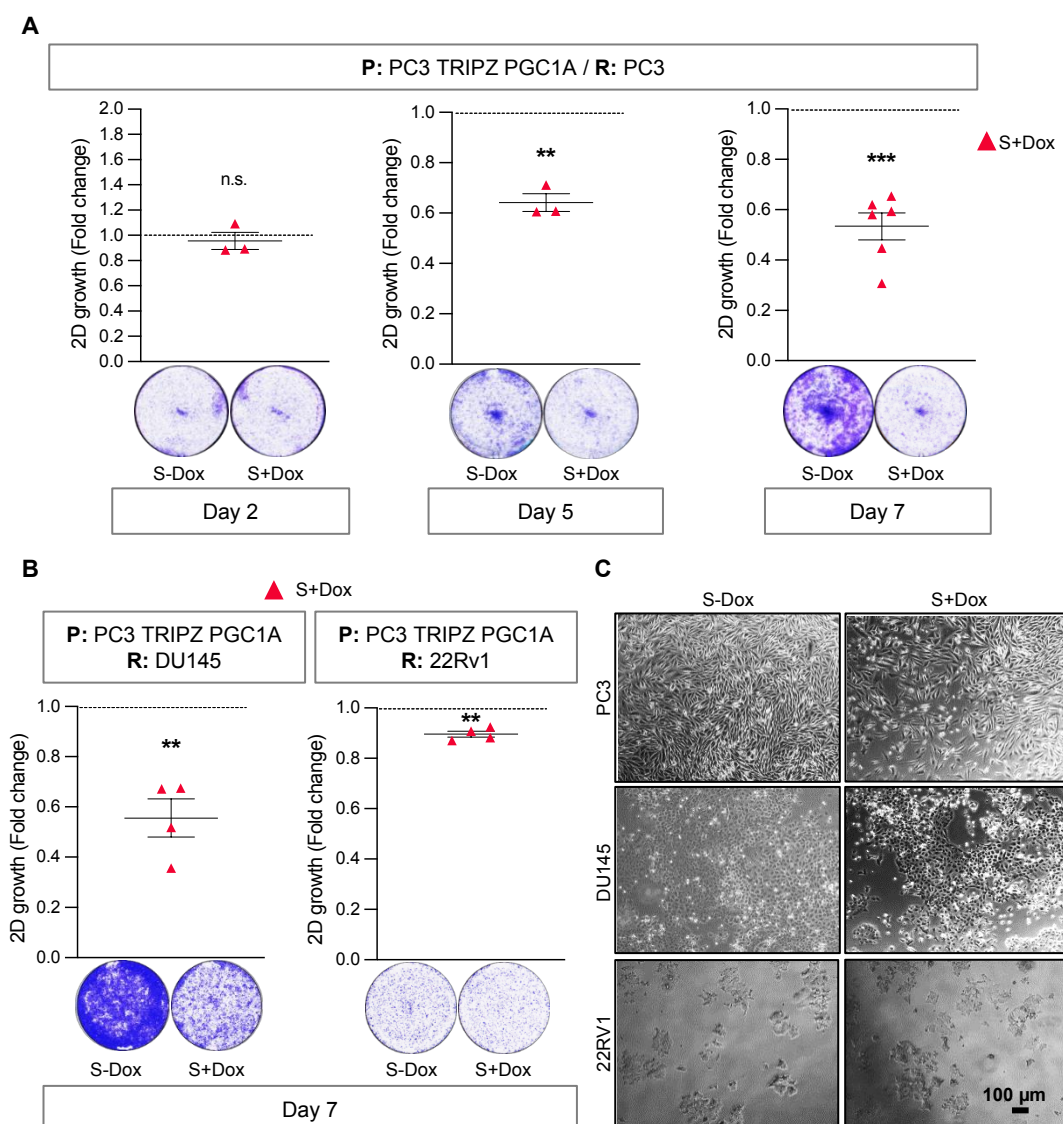 A
P: PC3 TRIPZ PGC1A / R: PC3
2D growth (Fold change)
2.0
1.8
1.6
1.4
1.2
1.0
0.8
0.6
0.4
0.2
0.0
n.s.
S-Dox S+Dox
Day 2
2D growth (Fold change)
1.0
0.8
0.6
0.4
0.2
0.0
**
S-Dox S+Dox
Day 5
2D growth (Fold change)
1.0
0.8
0.6
0.4
0.2
0.0
***
S+Dox
S-Dox S+Dox
Day 7
B
S+Dox
P: PC3 TRIPZ PGC1A
R: DU145
2D growth (Fold change)
1.0
0.8
0.6
0.4
0.2
0.0
**
S-Dox S+Dox
P: PC3 TRIPZ PGC1A
R: 22Rv1
2D growth (Fold change)
1.0
0.8
0.6
0.4
0.2
0.0
**
S-Dox S+Dox
Day 7
C
S-Dox S+Dox
PC3
DU145
22RV1
100 µm